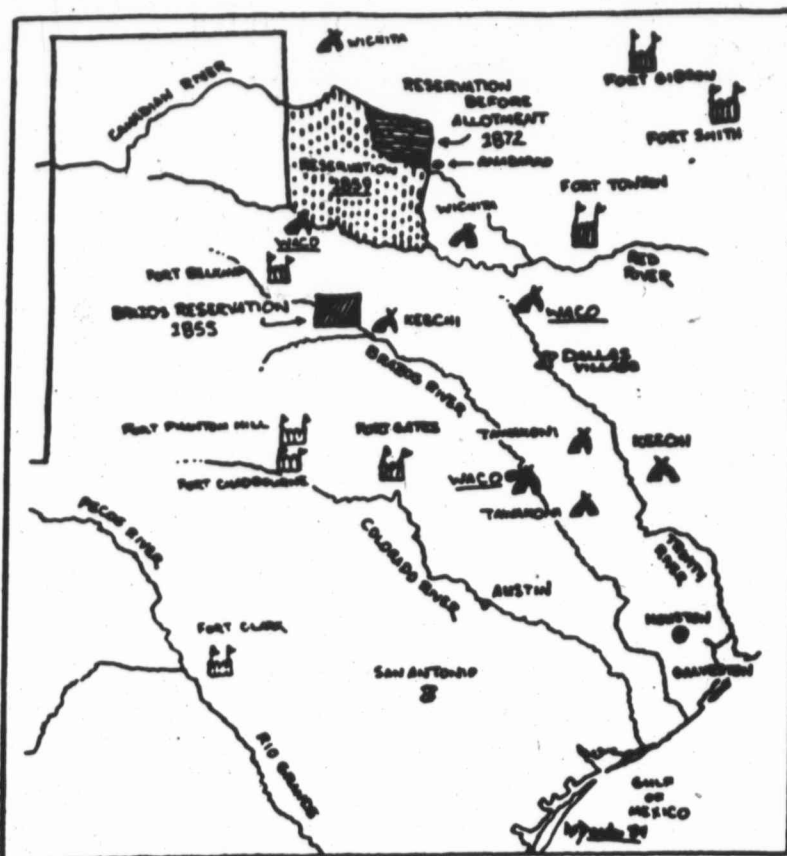 WICHITA
FORT GIBSON
CANADIAN RIVER
RESERVATION
BEFORE
ALLOTMENT
1872
FORT SMITH
ANADARKO
RESERVATION
1859
WICHITA
FORT TOWSON
WACO
RED
RIVER
FORT BELKNAP
BRAZOS RESERVATION
1855
KEECHI
WACO
DALLAS
VILLAGE
BRAZOS RIVER
FORT PHANTOM HILL
FORT GATES
TAWAKONI
KEECHI
FORT CHADBOURNE
WACO
TAWAKONI
PECOS RIVER
COLORADO RIVER
TRINITY
RIVER
AUSTIN
FORT CLARK
HOUSTON
SAN ANTONIO
GALVESTON
RIO GRANDE
GULF
OF
MEXICO